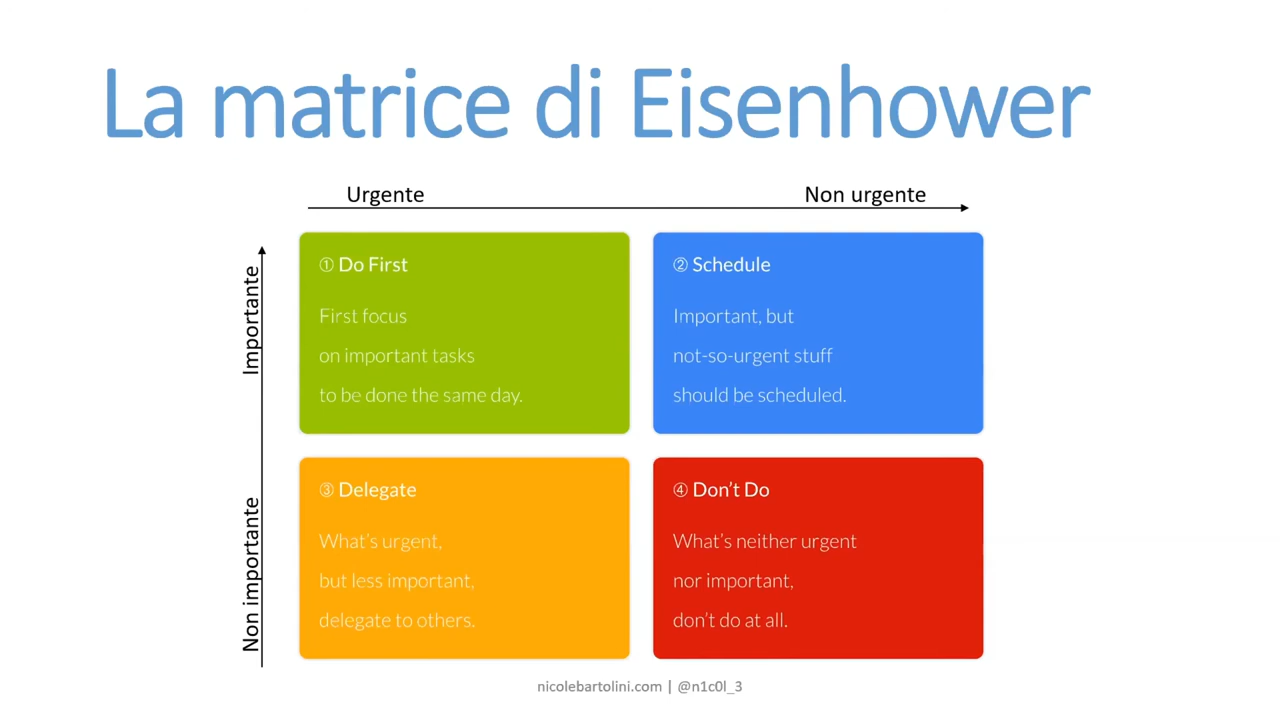 La matrice di Eisenhower
Urgente
Non urgente
Importante
① Do First
First focus
on important tasks
to be done the same day.
② Schedule
Important, but
not-so-urgent stuff
should be scheduled.
Non importante
③ Delegate
What's urgent,
but less important,
delegate to others.
④ Don't Do
What's neither urgent
nor important,
don't do at all.
nicolebartolini.com | @n1c0l_3